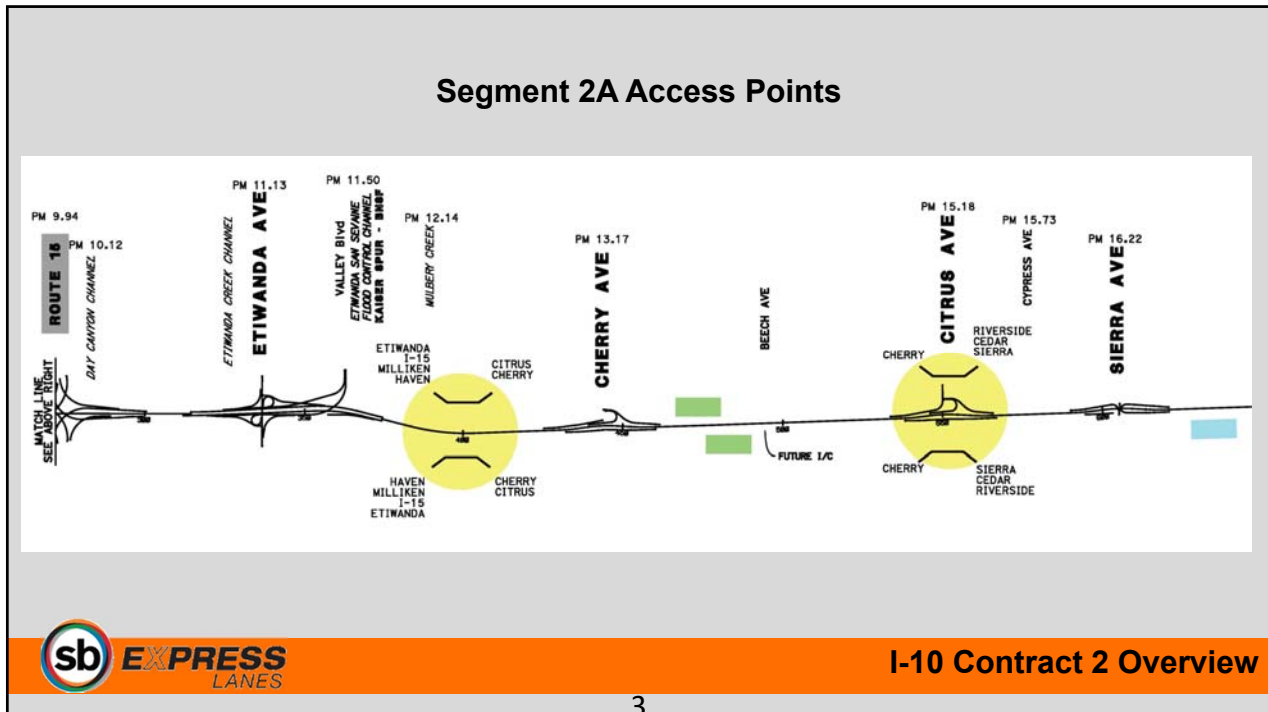 Segment 2A Access Points
PM 9.94
ROUTE 15
PM 10.12
DAY CANYON CHANNEL
ETIWANDA CREEK CHANNEL
PM 11.13
ETIWANDA AVE
PM 11.50
VALLEY Blvd
ETIWANDA SAN SEVAINE
FLOOD CONTROL CHANNEL
KAISER SPUR - BNSF
PM 12.14
MULBERY CREEK
PM 13.17
CHERRY AVE
BEECH AVE
PM 15.18
CITRUS AVE
PM 15.73
CYPRESS AVE
PM 16.22
SIERRA AVE
MATCH LINE
SEE ABOVE RIGHT
ETIWANDA
I-15
MILLIKEN
HAVEN
CITRUS
CHERRY
CHERRY
RIVERSIDE
CEDAR
SIERRA
400
450
500
FUTURE I/C
HAVEN
MILLIKEN
I-15
ETIWANDA
CHERRY
CITRUS
CHERRY
SIERRA
CEDAR
RIVERSIDE
sb EXPRESS
LANES
I-10 Contract 2 Overview
3